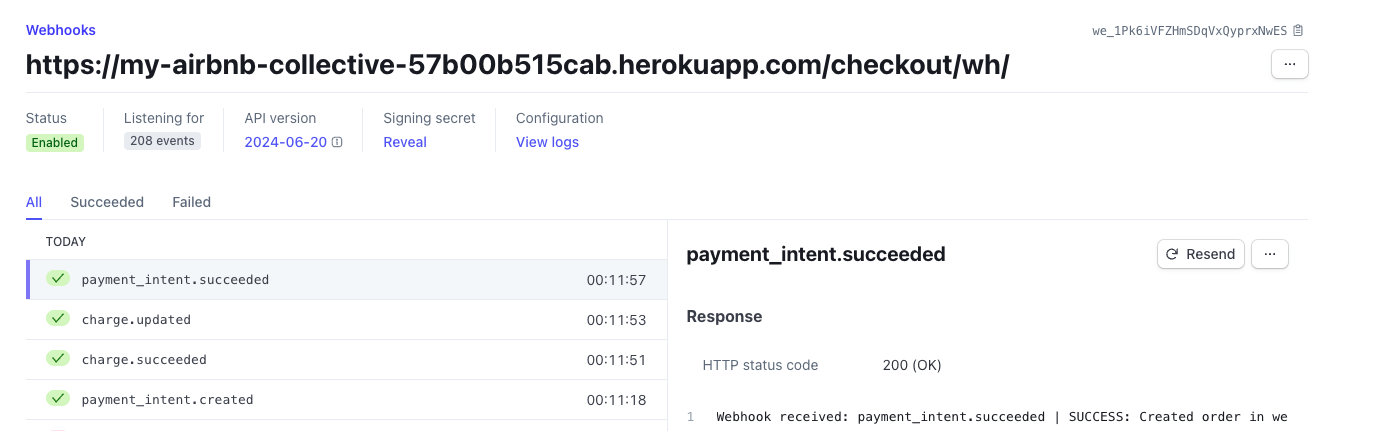 Webhooks
we_1Pk6iVFZHmSDqVxQyprxNwES
https://my-airbnb-collective-57b00b515cab.herokuapp.com/checkout/wh/
...
Status Listening for API version Signing secret Configuration
Enabled 208 events 2024-06-20 Reveal View logs
All Succeeded Failed
TODAY
payment_intent.succeeded 00:11:57
charge.updated 00:11:53
charge.succeeded 00:11:51
payment_intent.created 00:11:18
payment_intent.succeeded
Resend ...
Response
HTTP status code 200 (OK)
1 Webhook received: payment_intent.succeeded | SUCCESS: Created order in we